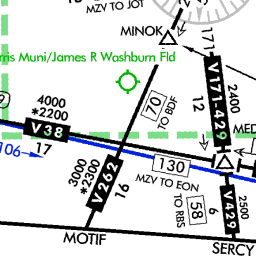 MZV TO JOT
MINOK
171
rris Muni/James R Washburn Fld
V171-429
2400
70
TO BDF
12
4000
*2200
V38
17
106
MED
3000
*2300
V262
16
130
MZV TO EON
TO RBS
58
6
V429
2500
MOTIF
SERCY